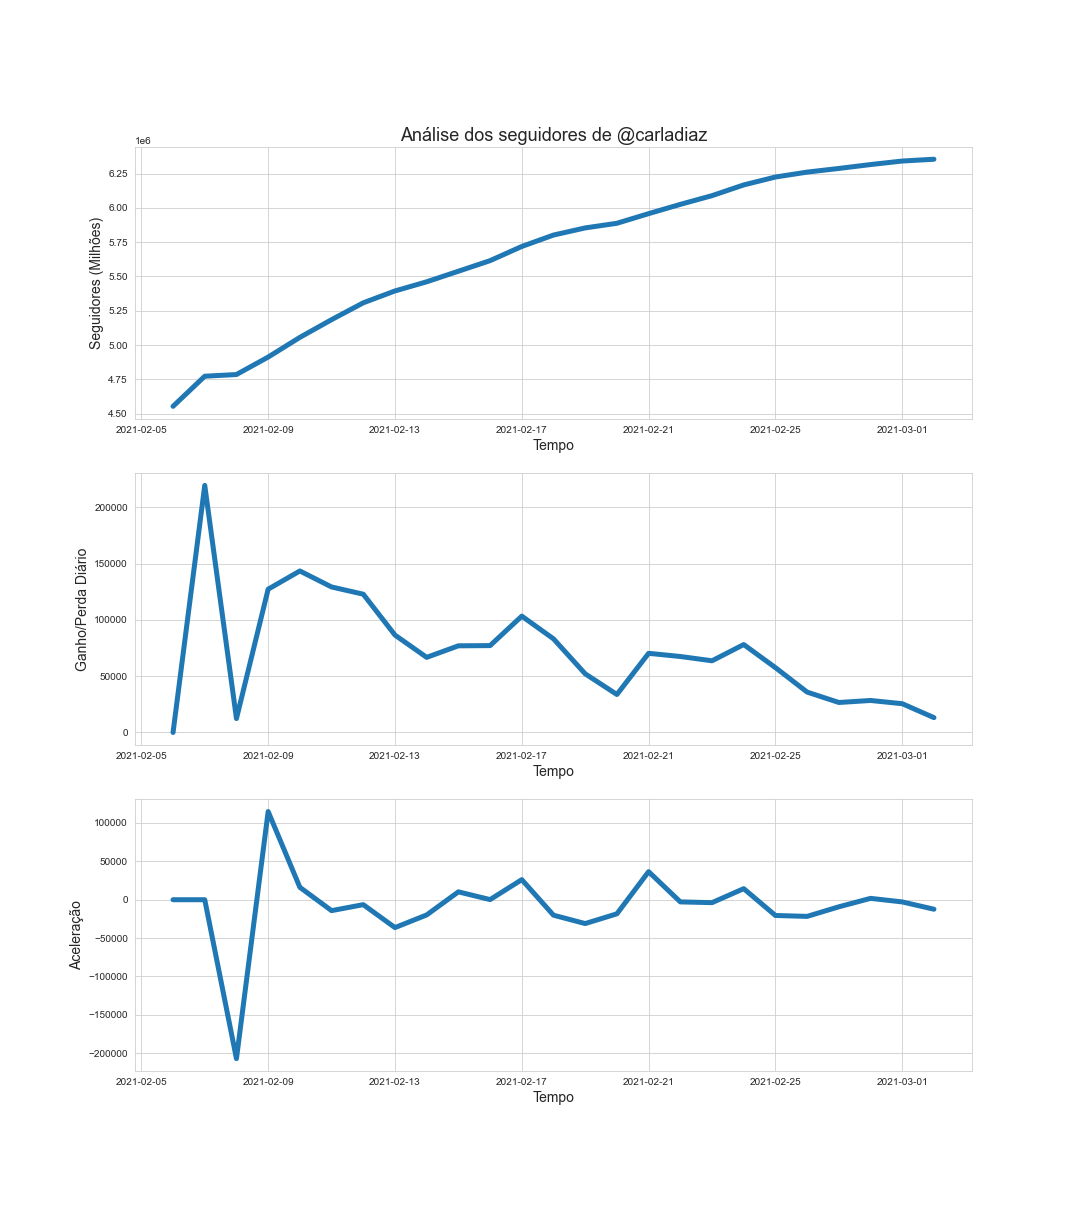 Análise dos seguidores de @carladiaz
1e6
6.25
6.00
5.75
5.50
5.25
5.00
4.75
4.50
Seguidores (Milhões)
2021-02-05 2021-02-09 2021-02-13 2021-02-17 2021-02-21 2021-02-25 2021-03-01
Tempo
200000
150000
100000
50000
0
Ganho/Perda Diário
2021-02-05 2021-02-09 2021-02-13 2021-02-17 2021-02-21 2021-02-25 2021-03-01
Tempo
100000
50000
0
−50000
−100000
−150000
−200000
Aceleração
2021-02-05 2021-02-09 2021-02-13 2021-02-17 2021-02-21 2021-02-25 2021-03-01
Tempo